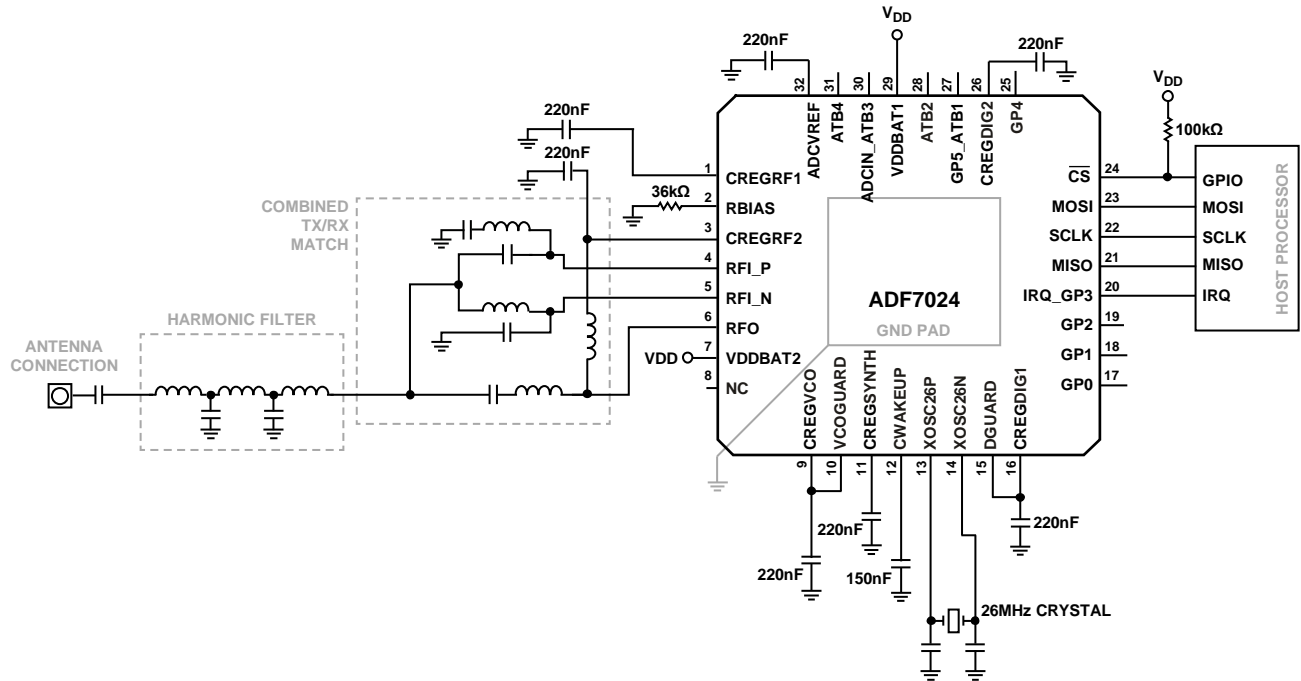 VDD
220nF
220nF
32
31
30
29
28
27
26
25
ADCVREF
ATB4
ADCIN_ATB3
VDDBAT1
ATB2
GP5_ATB1
CREGDIG2
GP4
VDD
100kΩ
220nF
220nF
36kΩ
COMBINED
TX/RX
MATCH
1
CREGRF1
2
RBIAS
3
CREGRF2
4
RFI_P
5
RFI_N
6
RFO
VDD
7
VDDBAT2
8
NC
ADF7024
GND PAD
CS
24
GPIO
MOSI
23
MOSI
SCLK
22
SCLK
MISO
21
MISO
IRQ_GP3
20
IRQ
GP2
19
GP1
18
GP0
17
HOST PROCESSOR
HARMONIC FILTER
ANTENNA
CONNECTION
CREGVCO
VCOGUARD
CREGSYNTH
CWAKEUP
XOSC26P
XOSC26N
DGUARD
CREGDIG1
9
10
11
12
13
14
15
16
220nF
220nF
220nF
150nF
26MHz CRYSTAL